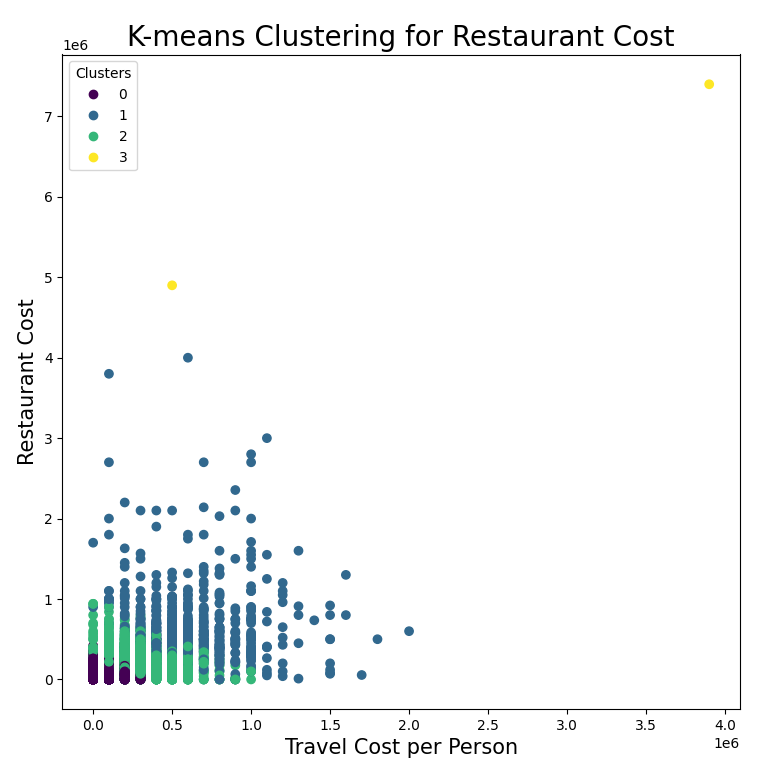 K-means Clustering for Restaurant Cost
1e6
Clusters
0
1
2
3
7
6
5
4
3
2
1
0
Restaurant Cost
0.0 0.5 1.0 1.5 2.0 2.5 3.0 3.5 4.0
1e6
Travel Cost per Person